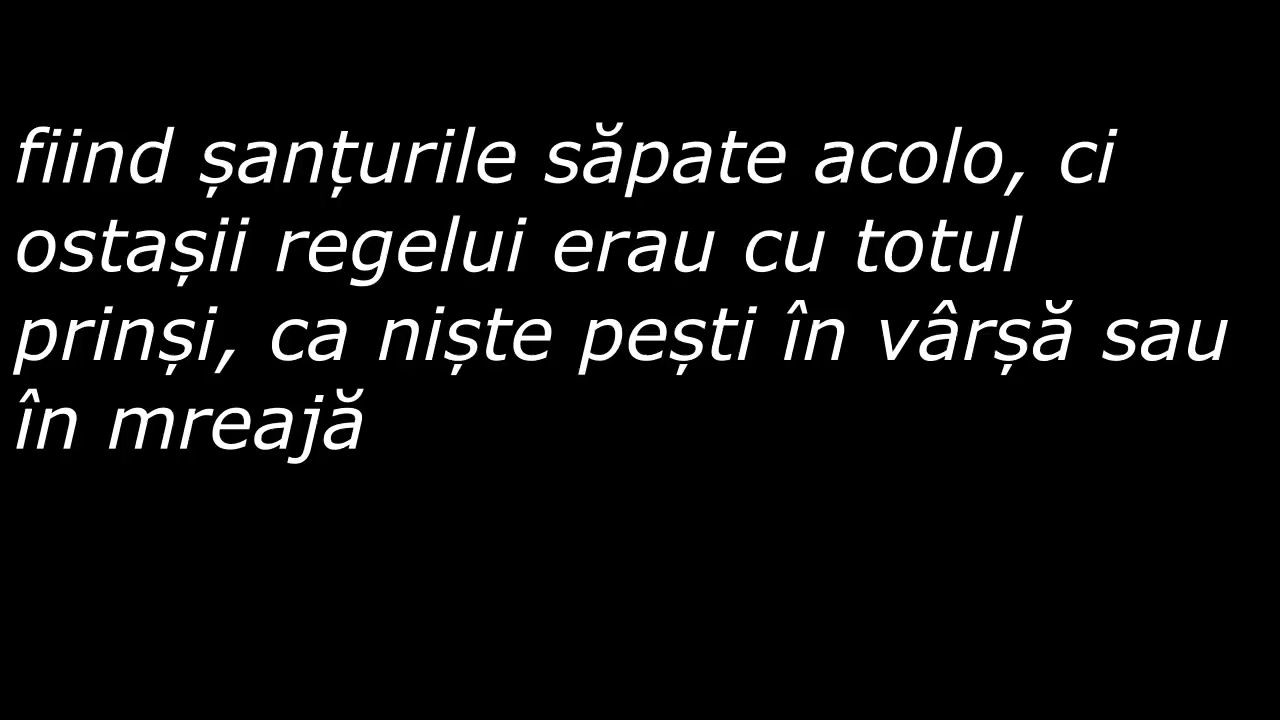 fiind șanțurile săpate acolo, ci
ostașii regelui erau cu totul
prinși, ca niște pești în vârșă sau
în mreajă